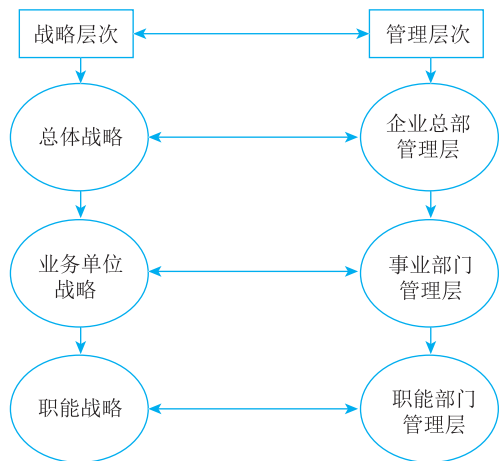 战略层次
管理层次
总体战略
企业总部
管理层
业务单位
战略
事业部门
管理层
职能战略
职能部门
管理层